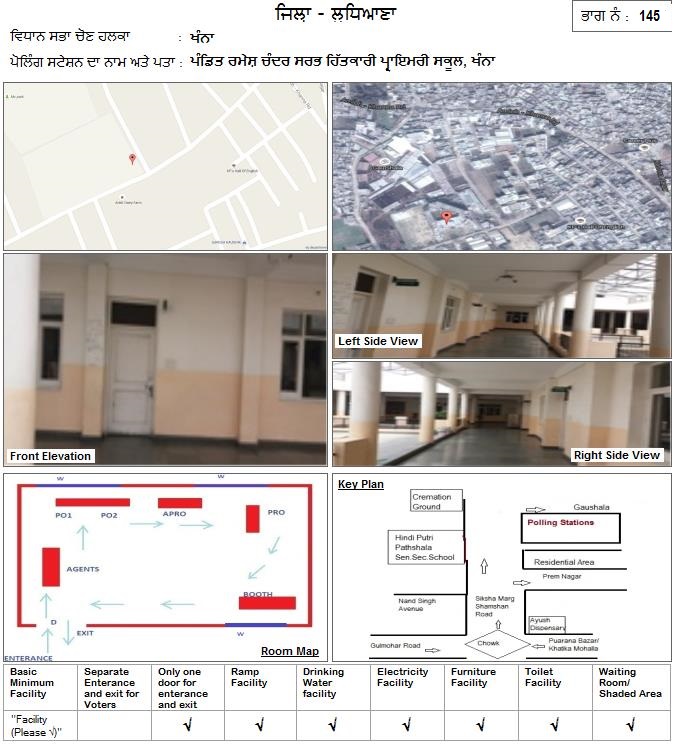 ਜਿਲ੍ਹਾ - ਲੁਧਿਆਣਾ
ਭਾਗ ਨੰ : 145
ਵਿਧਾਨ ਸਭਾ ਚੋਣ ਹਲਕਾ : ਖੰਨਾ
ਪੋਲਿੰਗ ਸਟੇਸ਼ਨ ਦਾ ਨਾਮ ਅਤੇ ਪਤਾ : ਪੰਡਿਤ ਰਮੇਸ਼ ਚੰਦਰ ਸਰਬ ਹਿੱਤਕਾਰੀ ਪ੍ਰਾਇਮਰੀ ਸਕੂਲ, ਖੰਨਾ
Front Elevation
Left Side View
Right Side View
W
W
PO1 PO2
APRO
PRO
AGENTS
BOOTH
D
EXIT
W
ENTERANCE
Room Map
Key Plan
Cremation
Ground
Gaushala
Polling Stations
Hindi Putri
Pathshala
Sen.Sec.School
Residential Area
Prem Nagar
Nand Singh
Avenue
Siksha Marg
Shamshan
Road
Ayush
Dispensary
Gulmohar Road
Chowk
Puarana Bazar/
Khatika Mohalla
Basic
Minimum
Facility
Separate
Enterance
and exit for
Voters
Only one
door for
enterance
and exit
Ramp
Facility
Drinking
Water
facility
Electricity
Facility
Furniture
Facility
Toilet
Facility
Waiting
Room/
Shaded Area
"Facility
(Please √)"
√ √ √ √ √ √ √